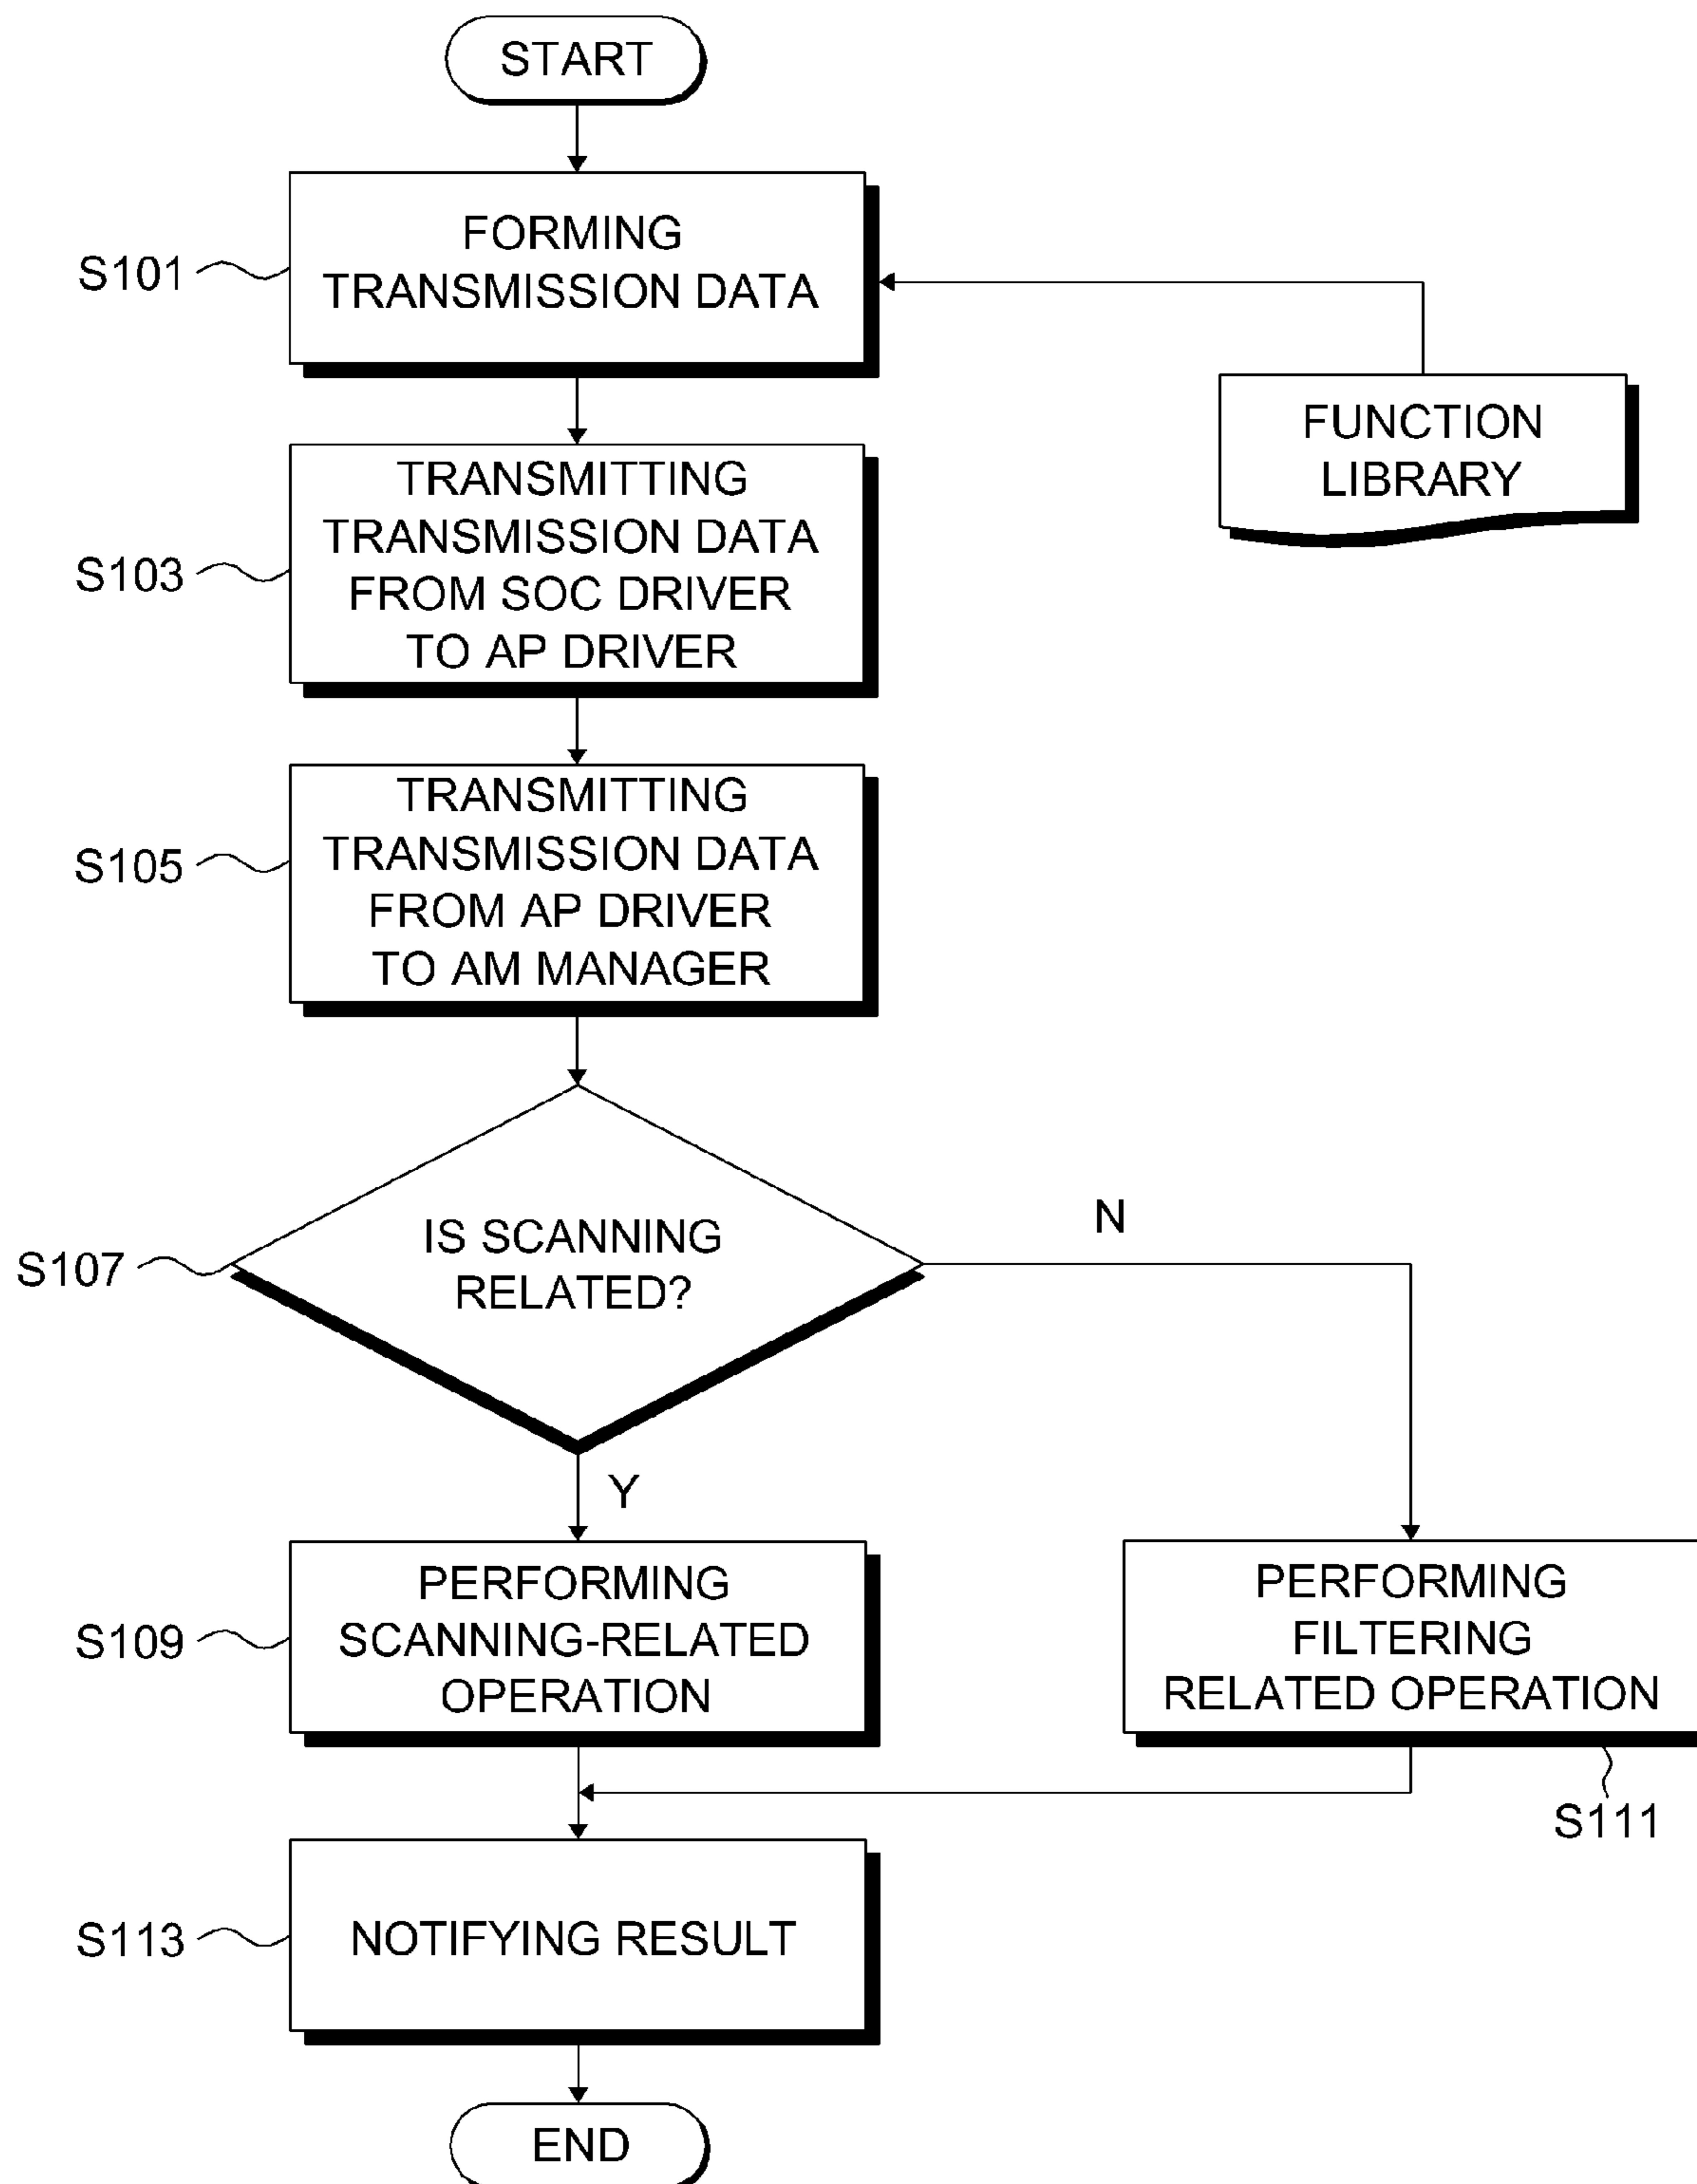 START
S101
FORMING
TRANSMISSION DATA
FUNCTION
LIBRARY
S103
TRANSMITTING
TRANSMISSION DATA
FROM SOC DRIVER
TO AP DRIVER
S105
TRANSMITTING
TRANSMISSION DATA
FROM AP DRIVER
TO AM MANAGER
S107
IS SCANNING
RELATED?
N
Y
S109
PERFORMING
SCANNING-RELATED
OPERATION
PERFORMING
FILTERING
RELATED OPERATION
S111
S113
NOTIFYING RESULT
END